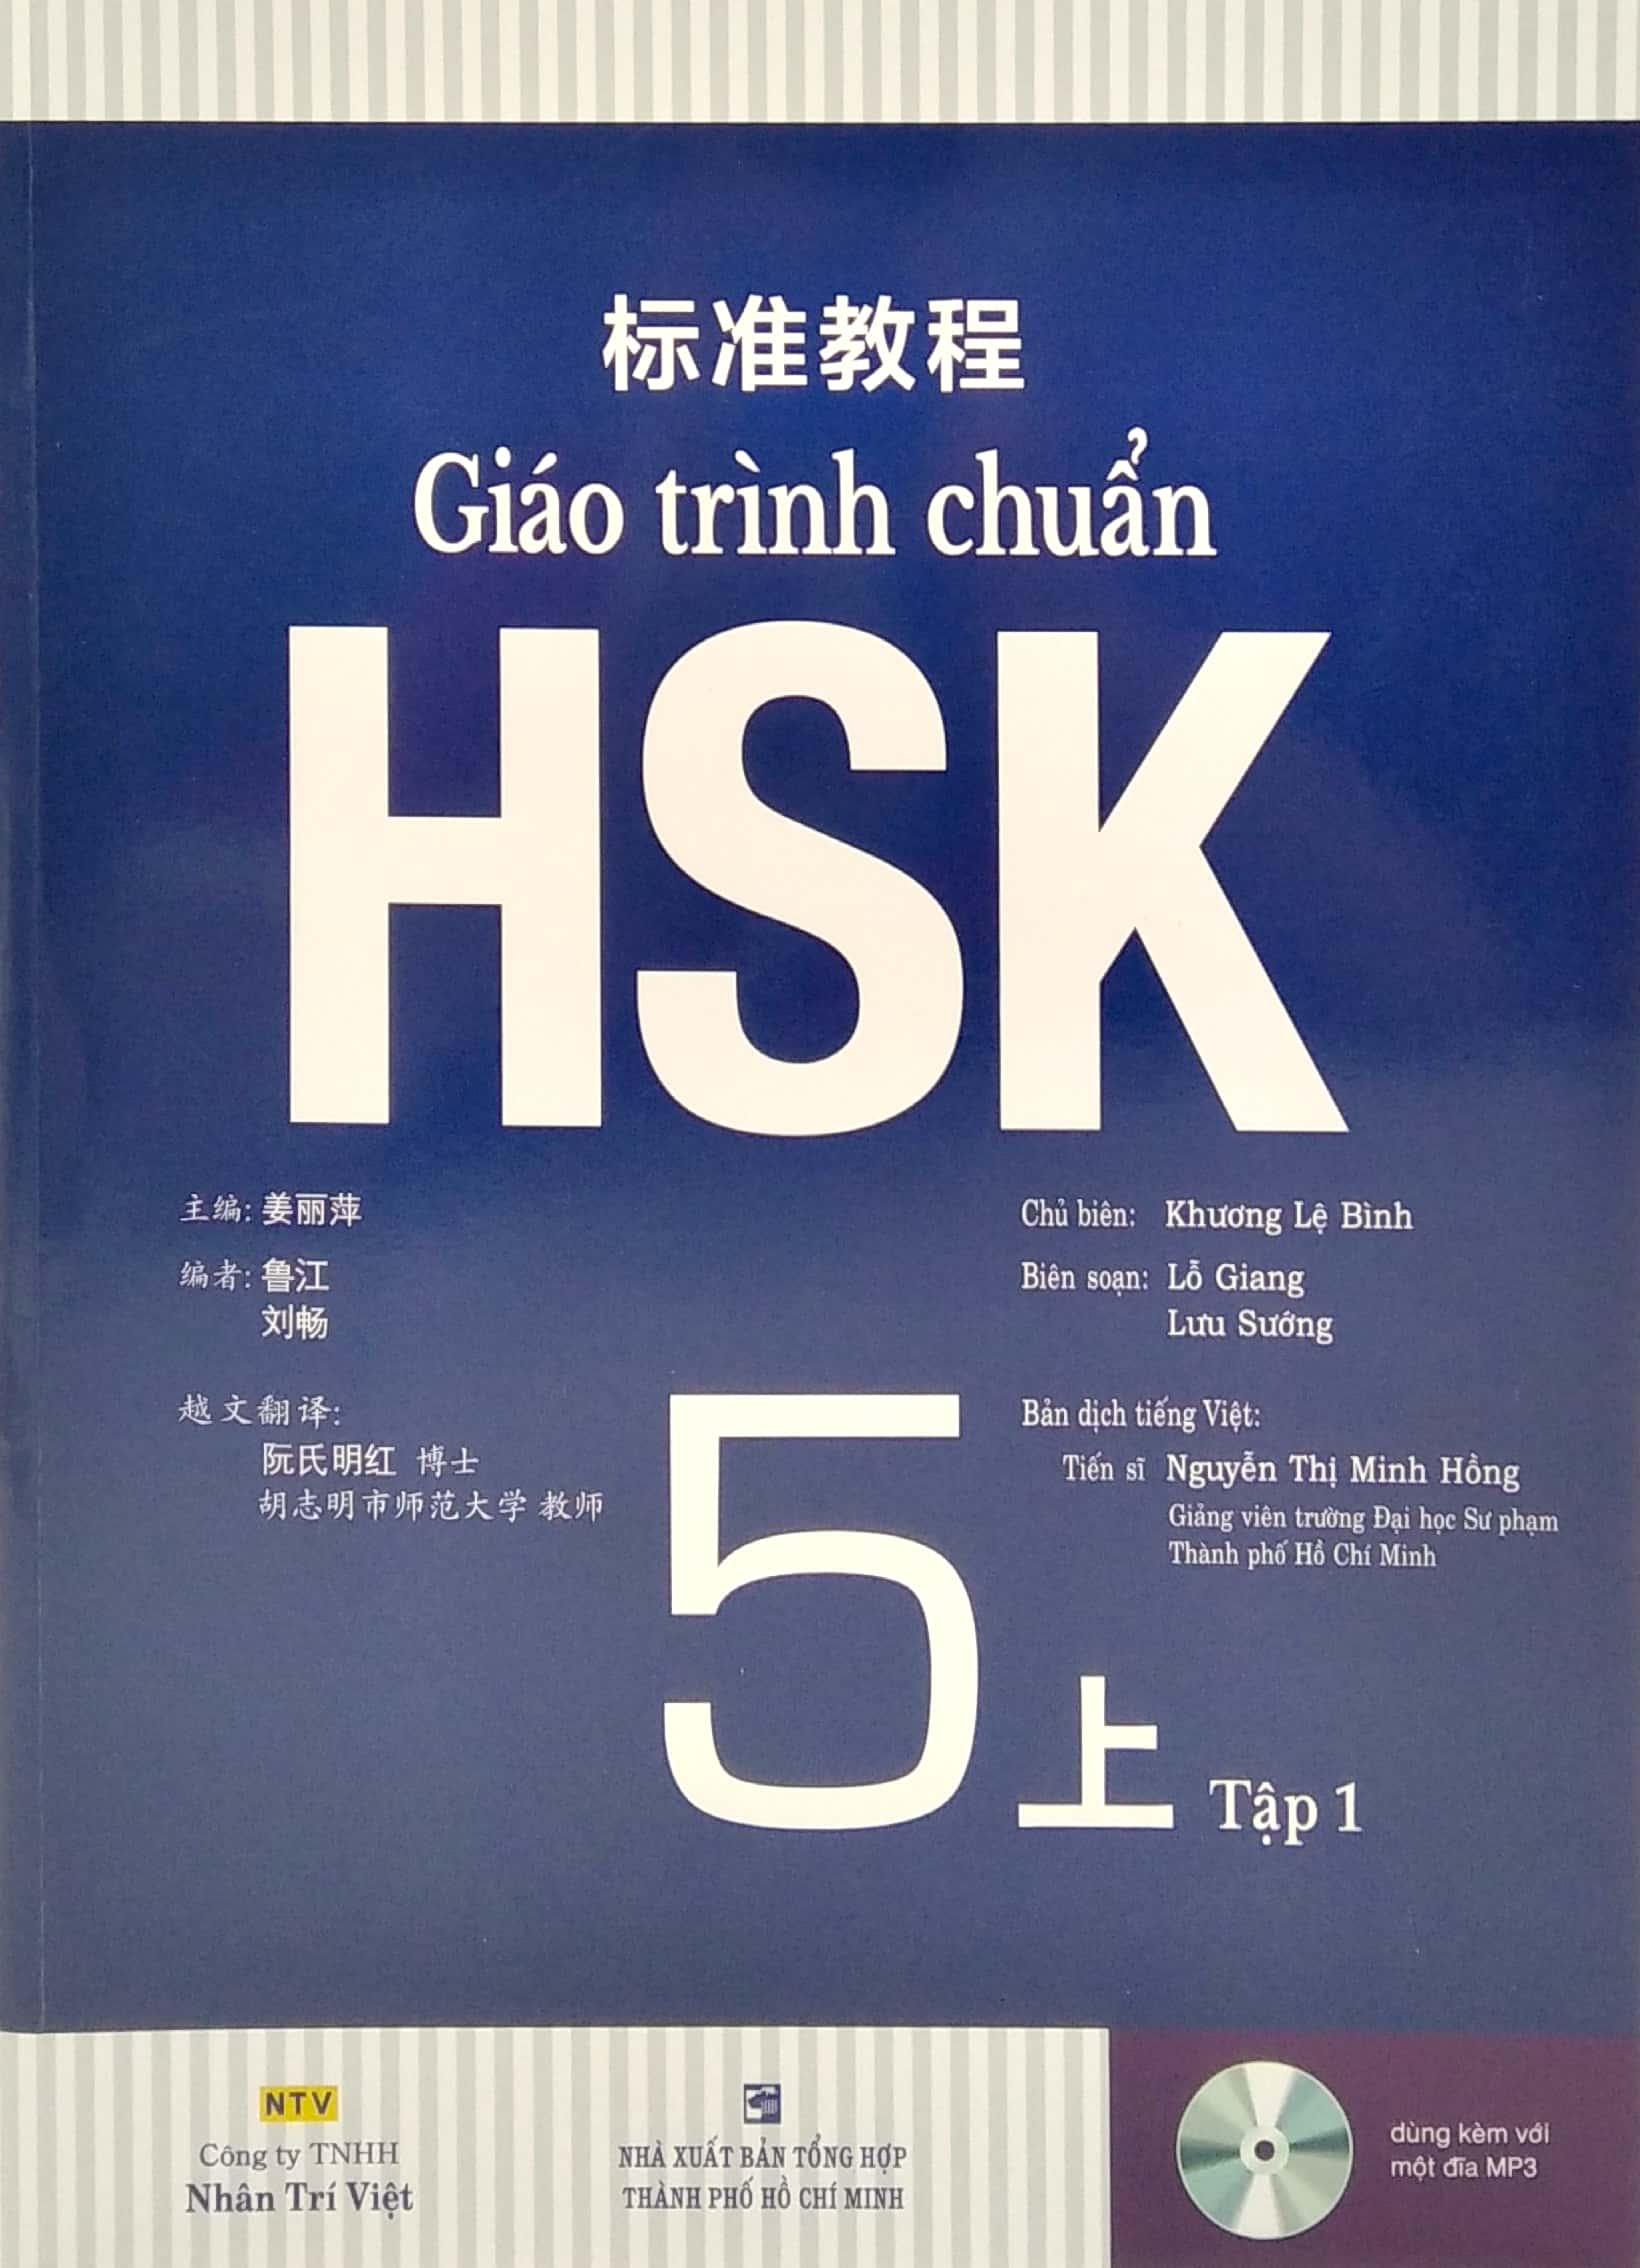 标准教程
Giáo trình chuẩn
HSK
主编: 姜丽萍
编者: 鲁江
刘畅
越文翻译:
阮氏明红 博士
胡志明市师范大学 教师
Chủ biên: Khương Lệ Bình
Biên soạn: Lỗ Giang
Lưu Sướng
Bản dịch tiếng Việt:
Tiến sĩ Nguyễn Thị Minh Hồng
Giảng viên trường Đại học Sư phạm
Thành phố Hồ Chí Minh
5上 Tập 1
NTV
Công ty TNHH
Nhân Trí Việt
NHÀ XUẤT BẢN TỔNG HỢP
THÀNH PHỐ HỒ CHÍ MINH
dùng kèm với
một đĩa MP3